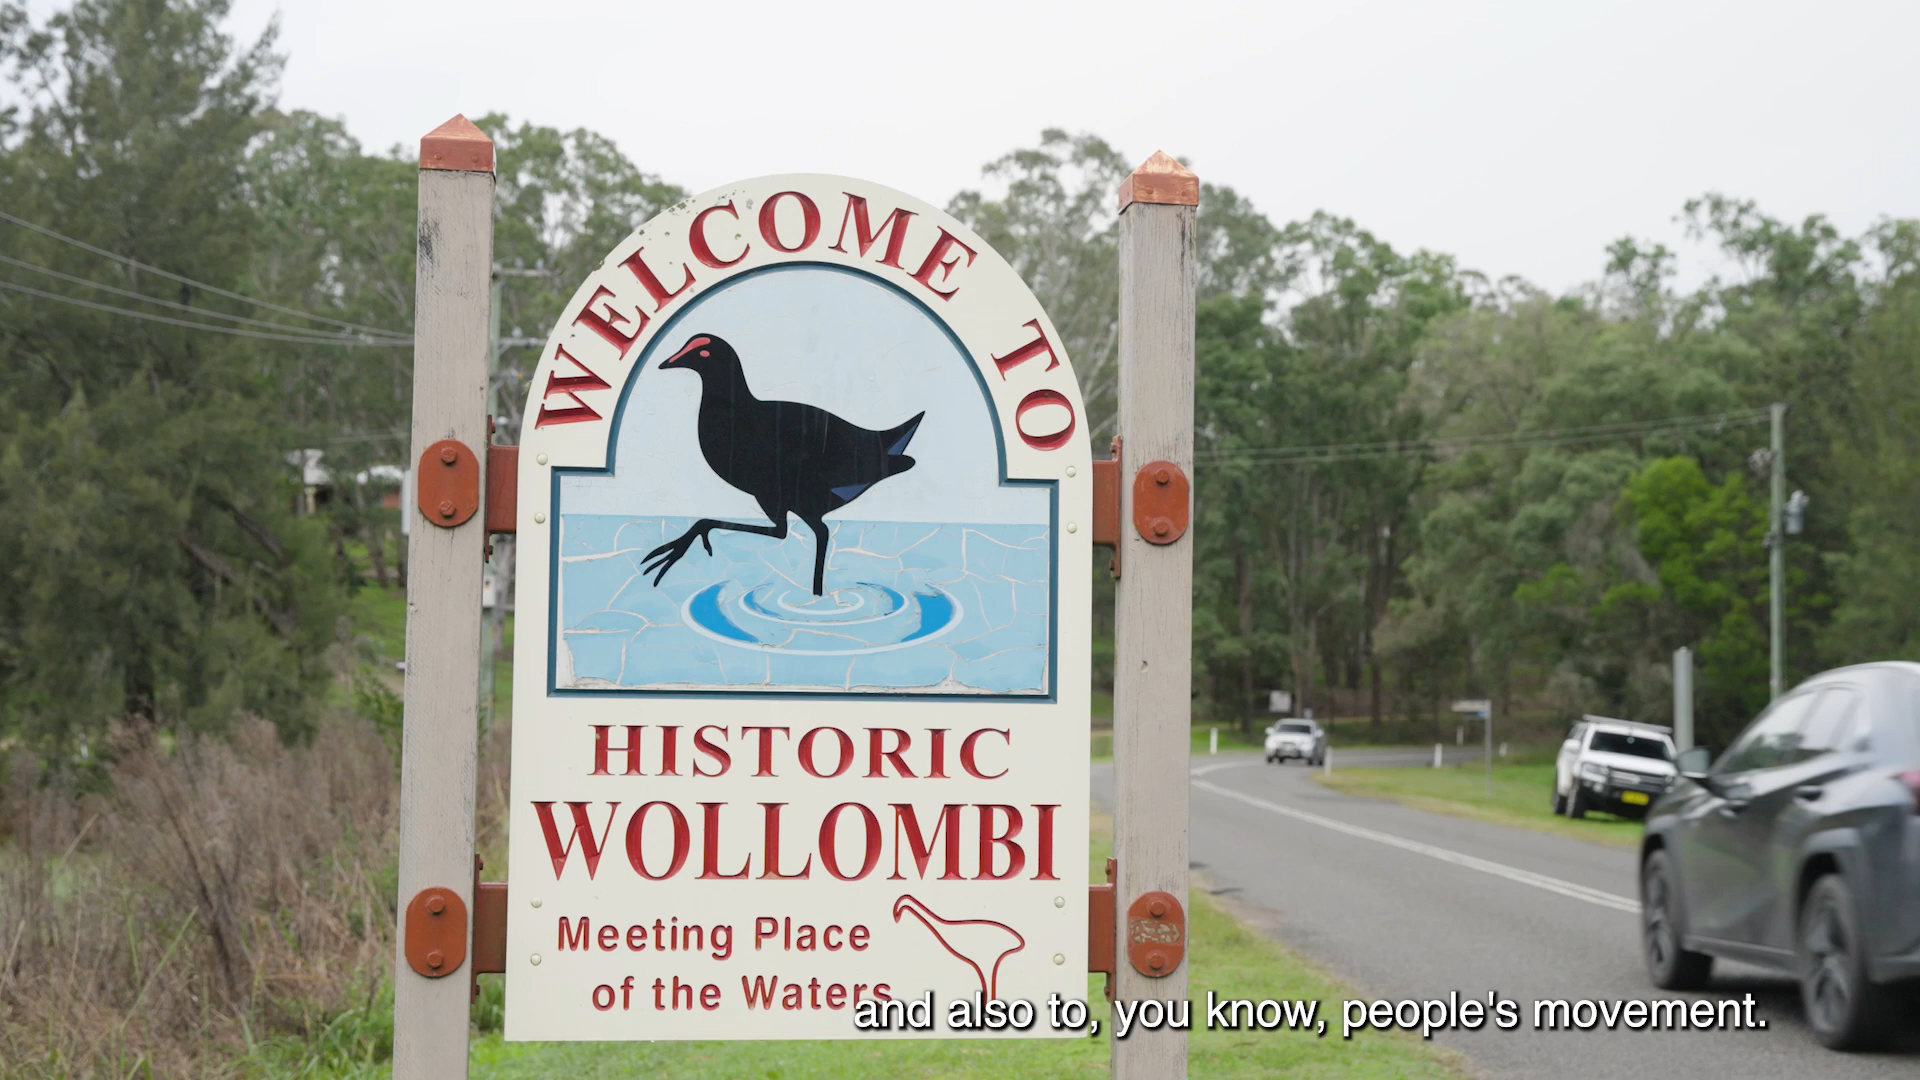 WELCOME TO
HISTORIC
WOLLOMBI
Meeting Place
of the Waters
and also to, you know, people's movement.